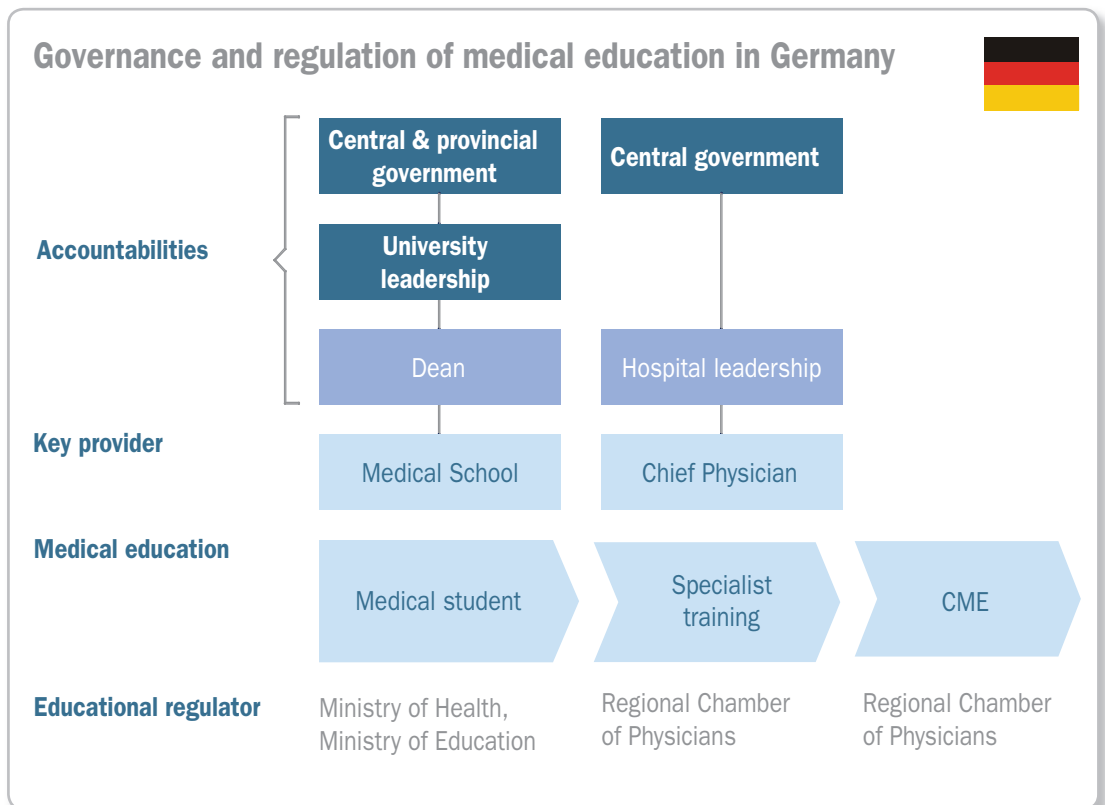 Governance and regulation of medical education in Germany
Central & provincial
government
Central government
Accountabilities
University
leadership
Dean
Hospital leadership
Key provider
Medical School
Chief Physician
Medical education
Medical student
Specialist
training
CME
Educational regulator
Ministry of Health,
Ministry of Education
Regional Chamber
of Physicians
Regional Chamber
of Physicians